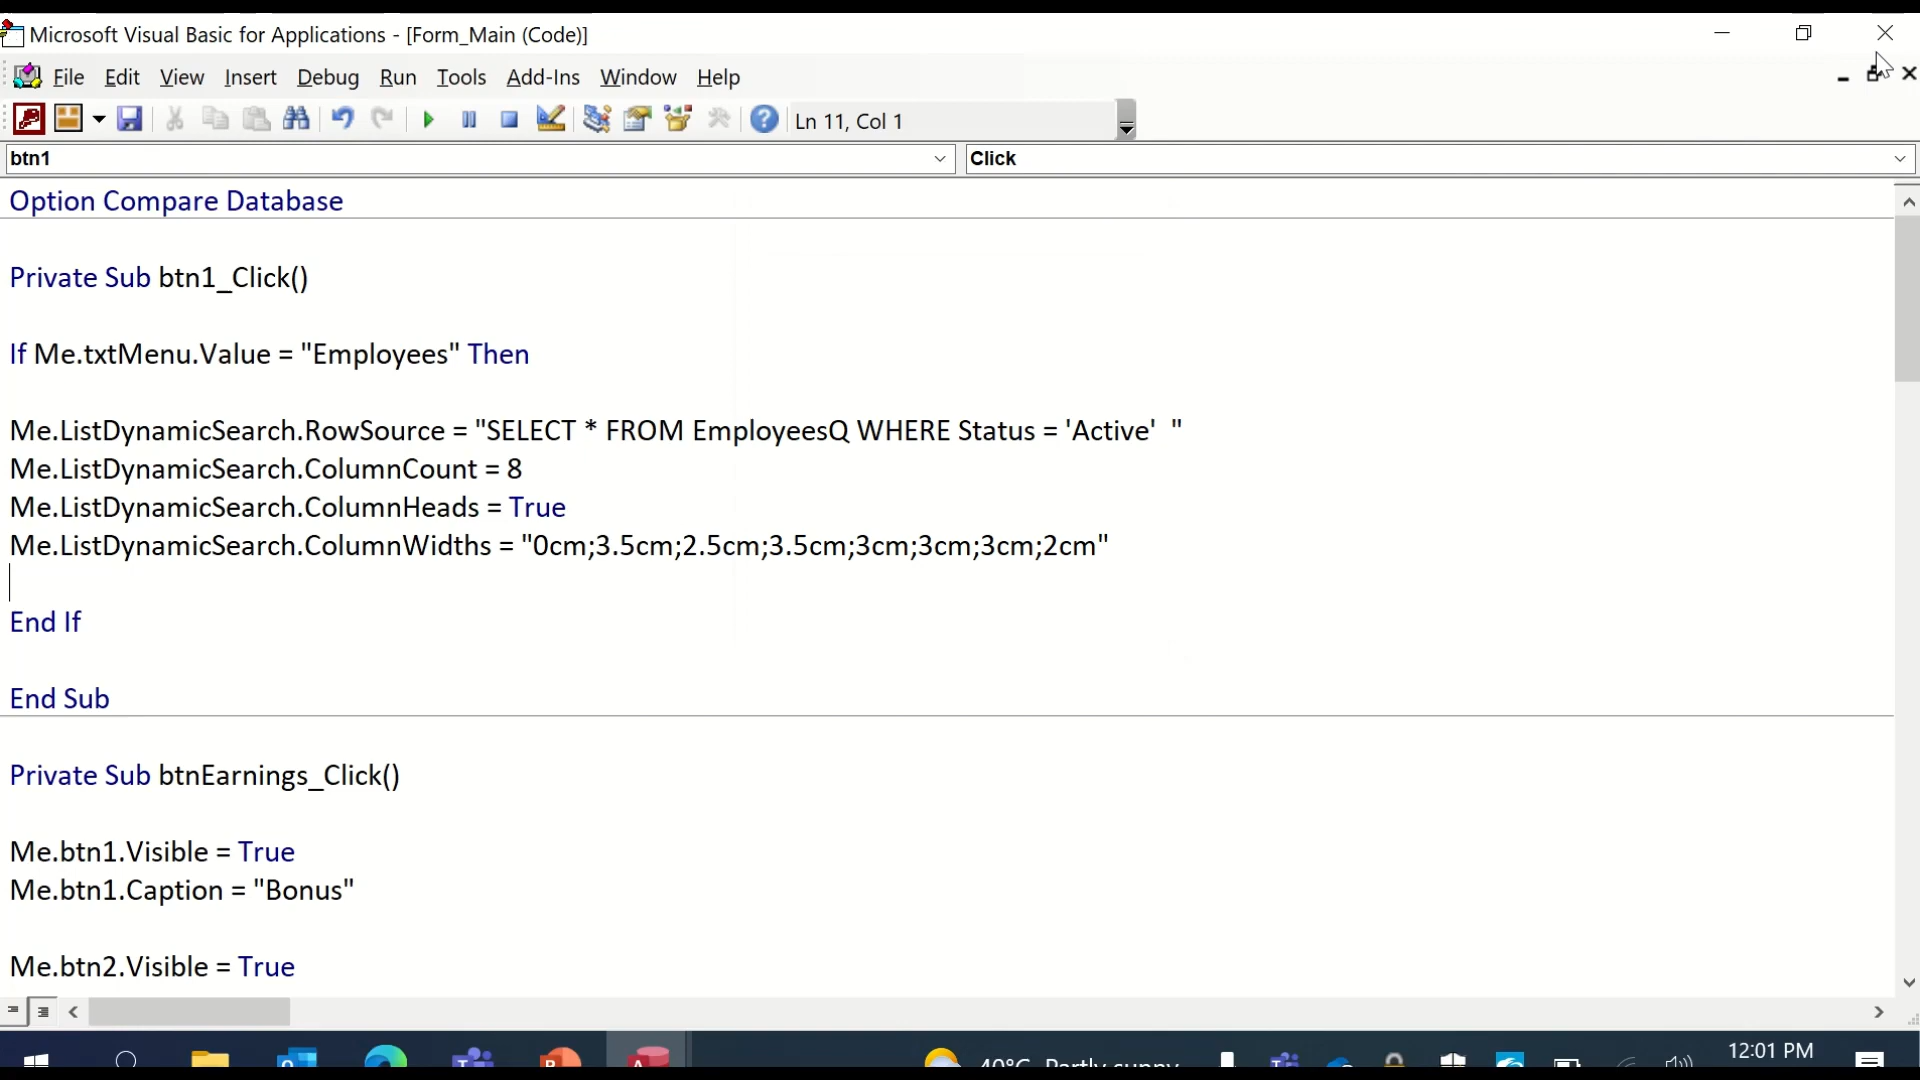 Microsoft Visual Basic for Applications - [Form_Main (Code)]
File Edit View Insert Debug Run Tools Add-Ins Window Help
Ln 11, Col 1
btn1 Click
Option Compare Database
Private Sub btn1_Click()
If Me.txtMenu.Value = "Employees" Then
Me.ListDynamicSearch.RowSource = "SELECT * FROM EmployeesQ WHERE Status = 'Active'  "
Me.ListDynamicSearch.ColumnCount = 8
Me.ListDynamicSearch.ColumnHeads = True
Me.ListDynamicSearch.ColumnWidths = "0cm;3.5cm;2.5cm;3.5cm;3cm;3cm;3cm;2cm"
End If
End Sub
Private Sub btnEarnings_Click()
Me.btn1.Visible = True
Me.btn1.Caption = "Bonus"
Me.btn2.Visible = True
40°C Partly sunny 12:01 PM